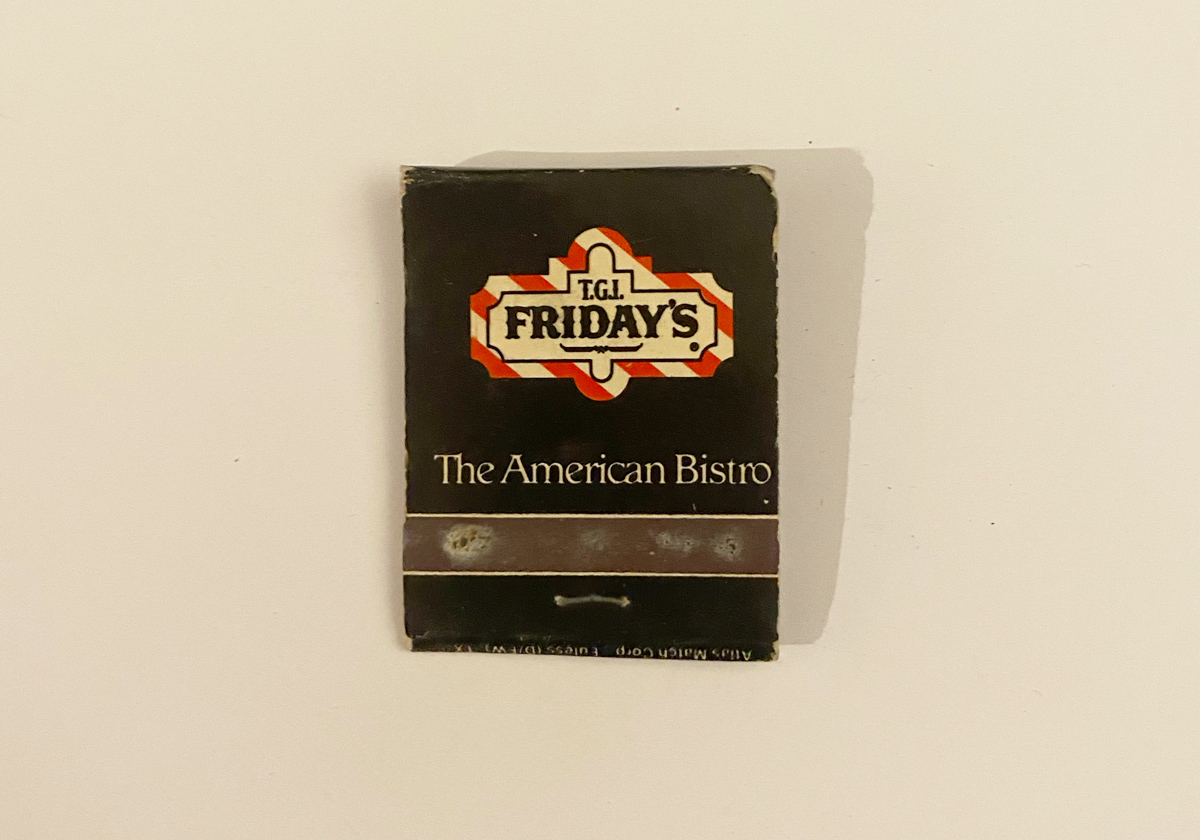 T.G.I.
FRIDAY'S®
The American Bistro
Atlas Match Corp Euless (D/FW) TX